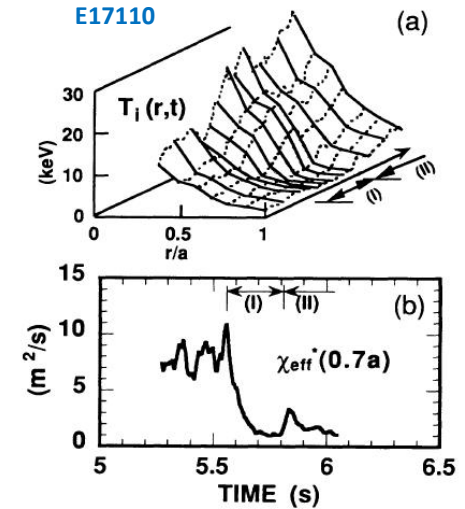 E17110
(a)
30
T_i (r,t)
20
(keV)
10
0
(I)
(II)
0
0.5
1
r/a
15
(I)
(II)
(b)
10
(m^2/s)
χ_eff^*(0.7a)
5
0
5
5.5
6
6.5
TIME (s)